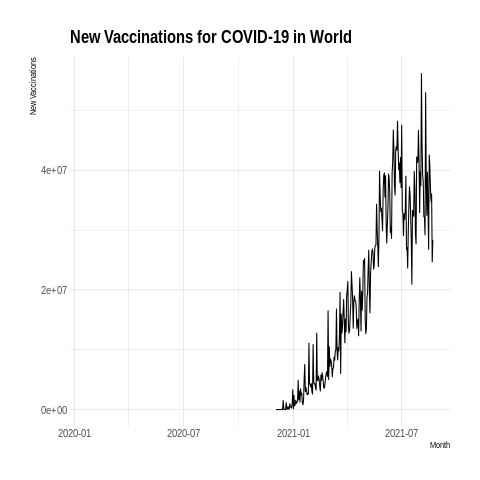 New Vaccinations for COVID-19 in World
New Vaccinations
4e+07
2e+07
0e+00
2020-01 2020-07 2021-01 2021-07
Month